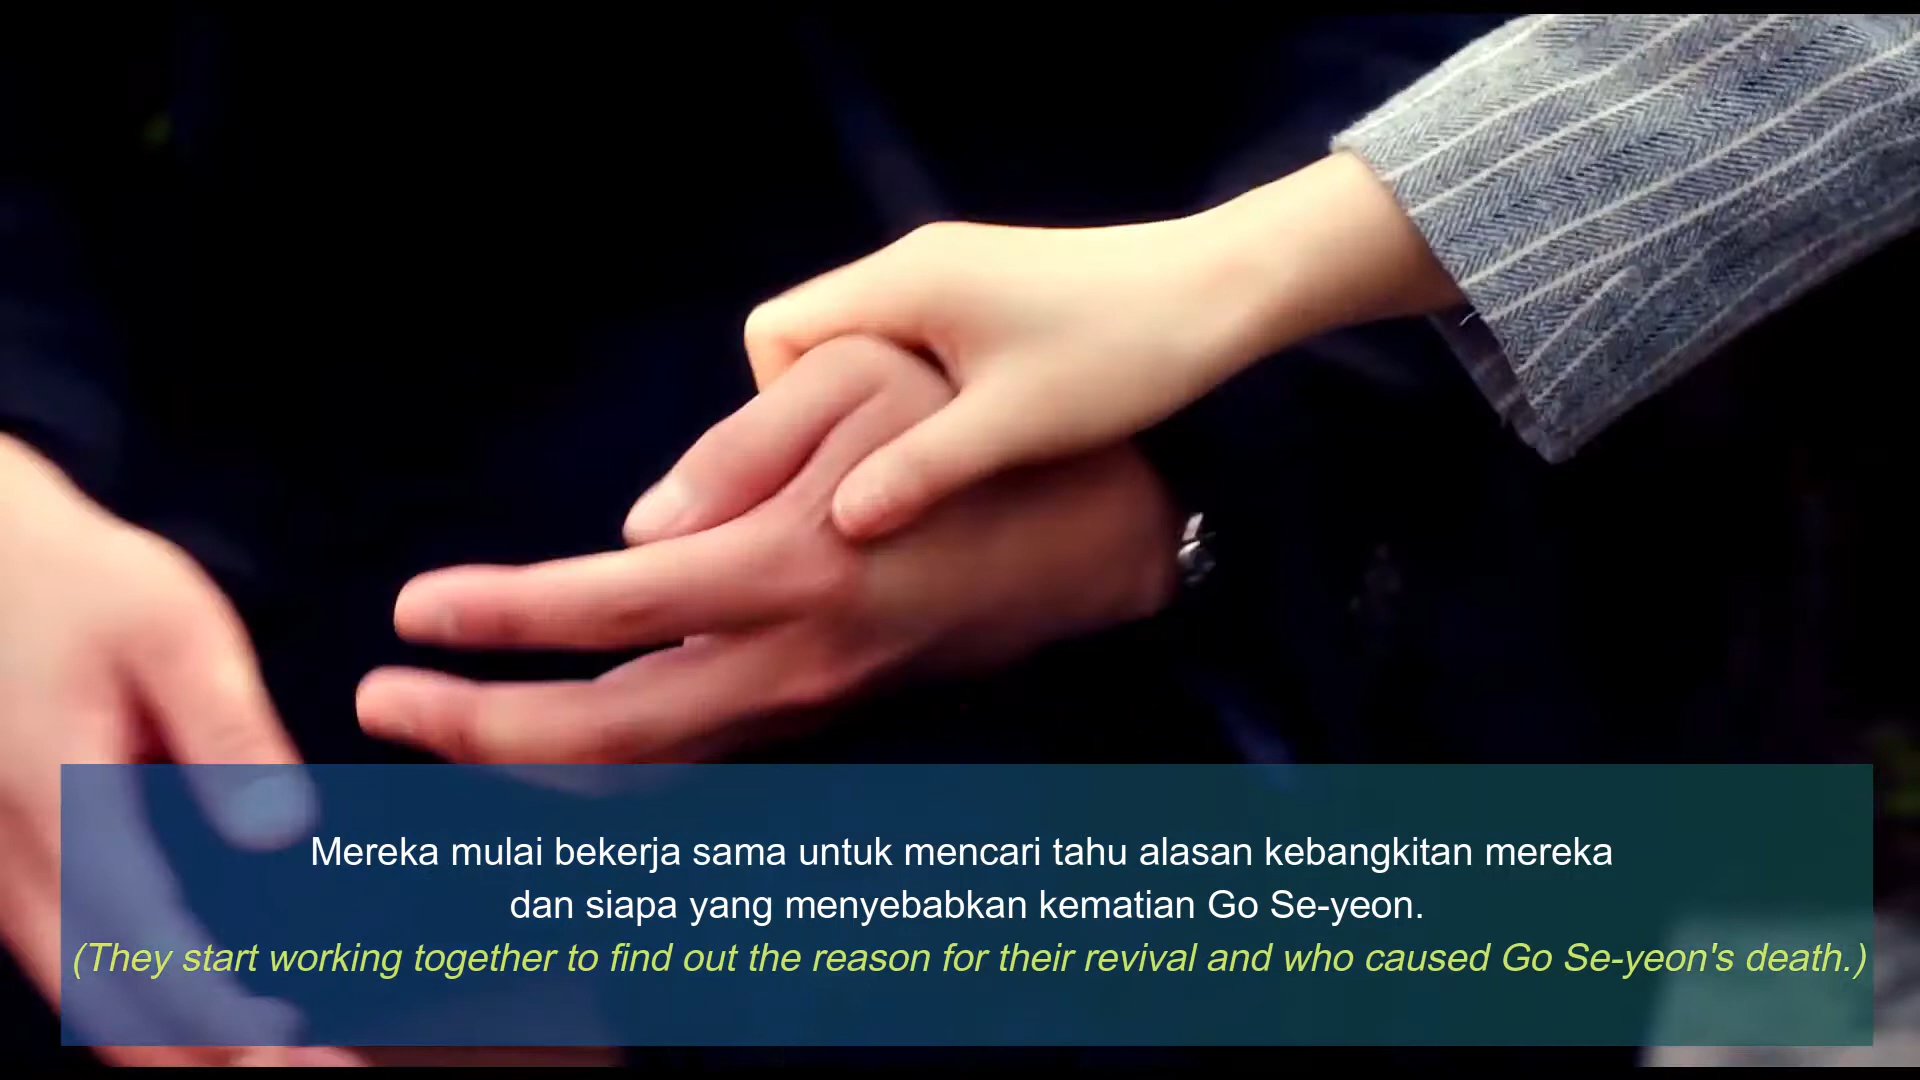 Mereka mulai bekerja sama untuk mencari tahu alasan kebangkitan mereka
dan siapa yang menyebabkan kematian Go Se-yeon.
(They start working together to find out the reason for their revival and who caused Go Se-yeon's death.)